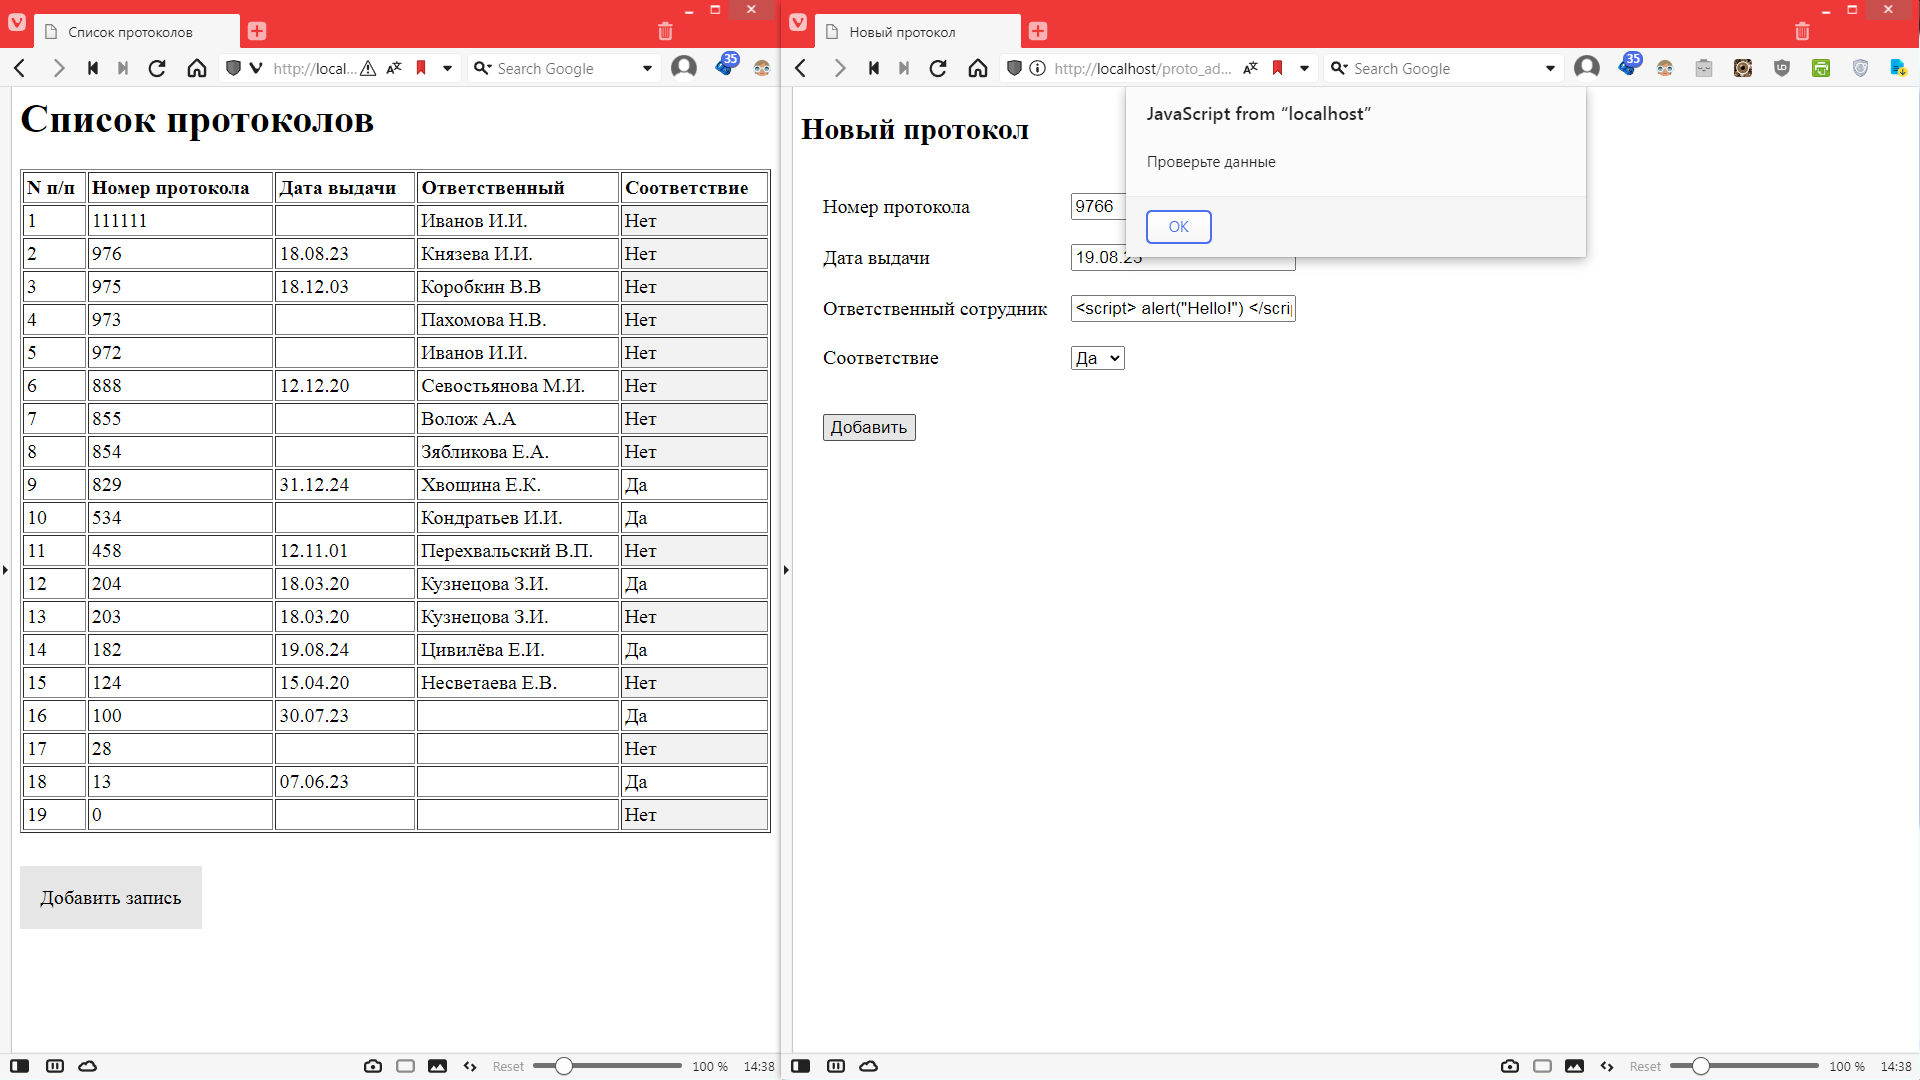 Список протоколов
http://local...
Search Google
35
Список протоколов
N п/п Номер протокола Дата выдачи Ответственный Соответствие
1 111111 Иванов И.И. Нет
2 976 18.08.23 Князева И.И. Нет
3 975 18.12.03 Коробкин В.В Нет
4 973 Пахомова Н.В. Нет
5 972 Иванов И.И. Нет
6 888 12.12.20 Севостьянова М.И. Нет
7 855 Волож А.А Нет
8 854 Зябликова Е.А. Нет
9 829 31.12.24 Хвощина Е.К. Да
10 534 Кондратьев И.И. Да
11 458 12.11.01 Перехвальский В.П. Нет
12 204 18.03.20 Кузнецова З.И. Да
13 203 18.03.20 Кузнецова З.И. Нет
14 182 19.08.24 Цивилёва Е.И. Да
15 124 15.04.20 Несветаева Е.В. Нет
16 100 30.07.23 Да
17 28 Нет
18 13 07.06.23 Да
19 0 Нет
Добавить запись
Reset 100 % 14:38
Новый протокол
http://localhost/proto_ad...
Search Google
35
JavaScript from “localhost”
Проверьте данные
OK
Новый протокол
Номер протокола 9766
Дата выдачи 19.08.23
Ответственный сотрудник <script> alert("Hello!") </scri
Соответствие Да
Добавить
Reset 100 % 14:38